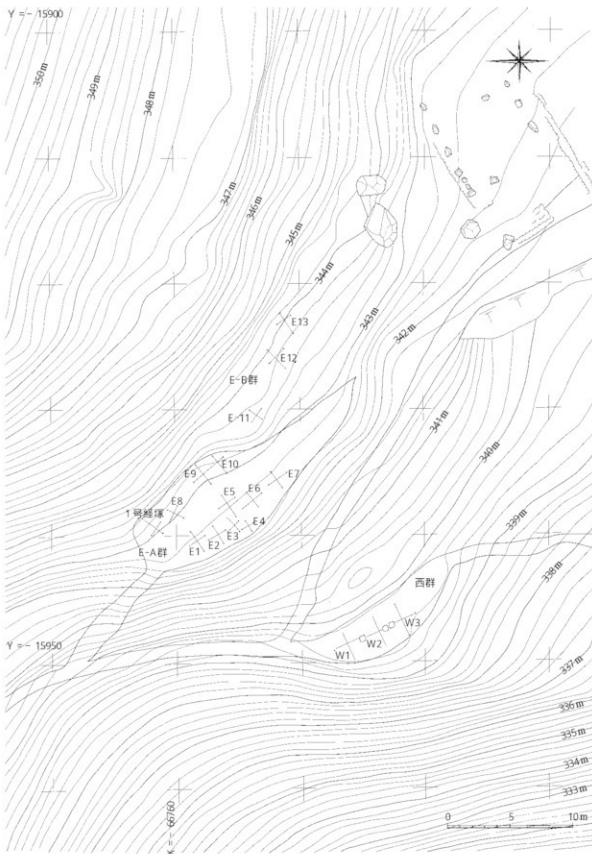 Y = − 15900
350m
349m
348m
347m
346m
345m
344m
343m
342m
341m
340m
339m
338m
337m
336m
335m
334m
333m
E13
E12
E-B群
E-11
E10
E9
E7
E6
E5
E8
1号経塚
E4
E3
E2
E1
E-A群
西群
W3
W2
W1
Y = − 15950
X = − 66760
0 5 10m